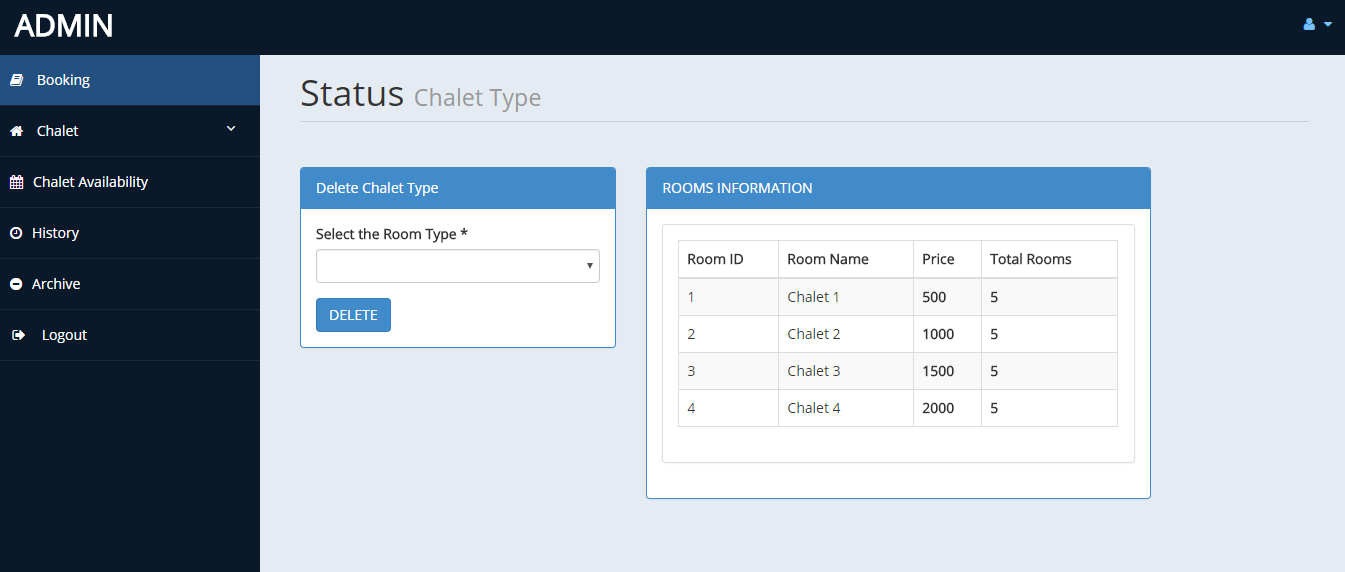 ADMIN
Booking
Chalet
Chalet Availability
History
Archive
Logout
Status Chalet Type
Delete Chalet Type
Select the Room Type *
DELETE
ROOMS INFORMATION
Room ID Room Name Price Total Rooms
1 Chalet 1 500 5
2 Chalet 2 1000 5
3 Chalet 3 1500 5
4 Chalet 4 2000 5